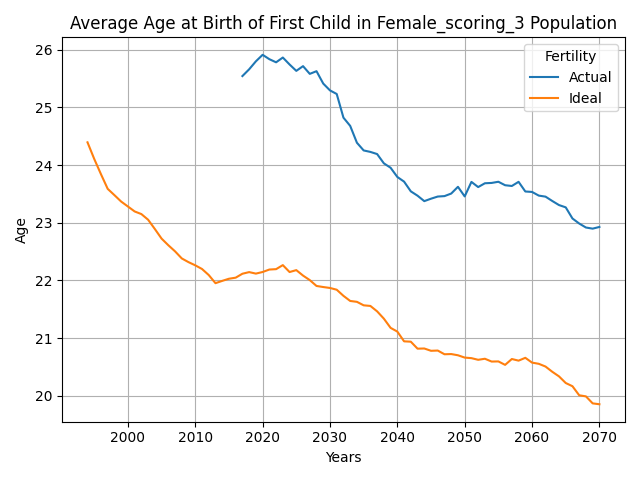 Average Age at Birth of First Child in Female_scoring_3 Population
Fertility
Actual
Ideal
Age
26
25
24
23
22
21
20
2000 2010 2020 2030 2040 2050 2060 2070
Years